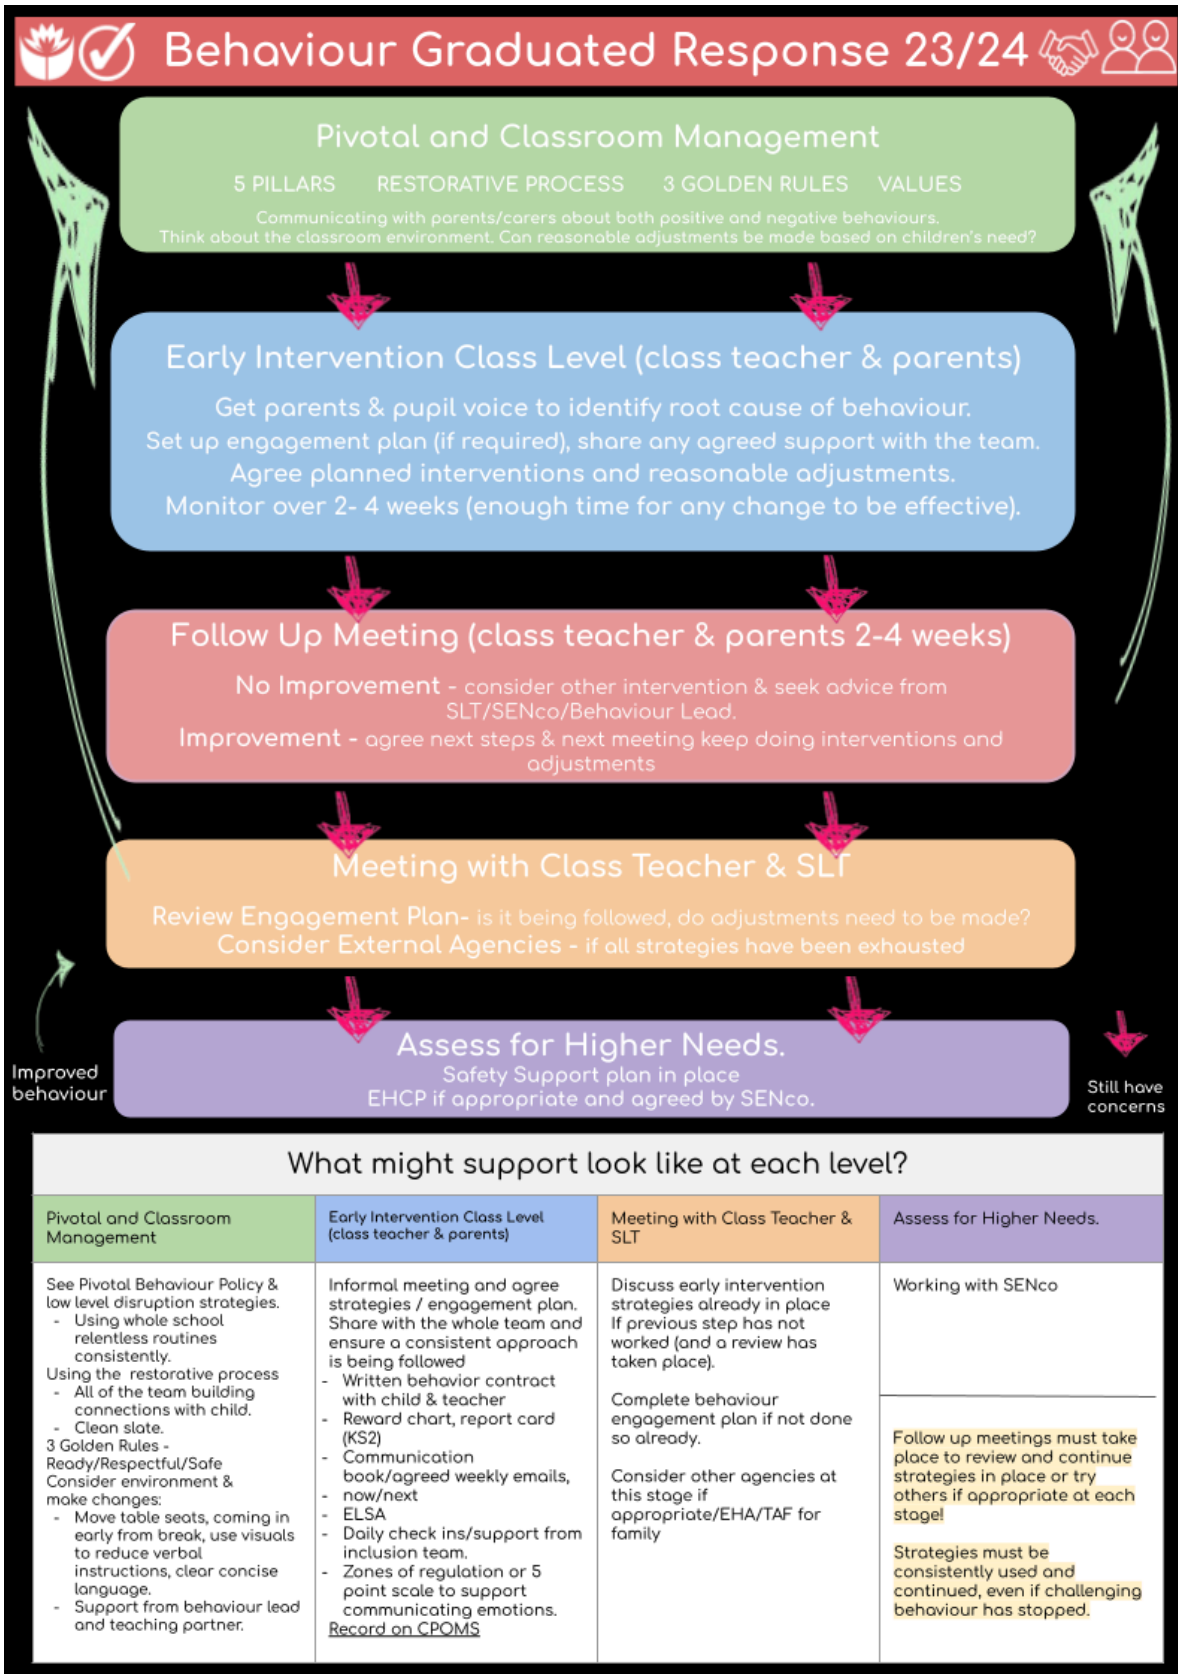 Behaviour Graduated Response 23/24
Pivotal and Classroom Management
5 PILLARS RESTORATIVE PROCESS 3 GOLDEN RULES VALUES
Communicating with parents/carers about both positive and negative behaviours.
Think about the classroom environment. Can reasonable adjustments be made based on children's need?
Early Intervention Class Level (class teacher & parents)
Get parents & pupil voice to identify root cause of behaviour.
Set up engagement plan (if required), share any agreed support with the team.
Agree planned interventions and reasonable adjustments.
Monitor over 2- 4 weeks (enough time for any change to be effective).
Follow Up Meeting (class teacher & parents 2-4 weeks)
No Improvement - consider other intervention & seek advice from
SLT/SENco/Behaviour Lead.
Improvement - agree next steps & next meeting keep doing interventions and
adjustments
Meeting with Class Teacher & SLT
Review Engagement Plan- is it being followed, do adjustments need to be made?
Consider External Agencies - if all strategies have been exhausted
Assess for Higher Needs.
Safety Support plan in place
EHCP if appropriate and agreed by SENco.
Improved
behaviour
Still have
concerns
What might support look like at each level?
Pivotal and Classroom
Management
See Pivotal Behaviour Policy &
low level disruption strategies.
- Using whole school
relentless routines
consistently.
Using the restorative process
- All of the team building
connections with child.
- Clean slate.
3 Golden Rules -
Ready/Respectful/Safe
Consider environment &
make changes:
- Move table seats, coming in
early from break, use visuals
to reduce verbal
instructions, clear concise
language.
- Support from behaviour lead
and teaching partner.
Early Intervention Class Level
(class teacher & parents)
Informal meeting and agree
strategies / engagement plan.
Share with the whole team and
ensure a consistent approach
is being followed
- Written behavior contract
with child & teacher
- Reward chart, report card
(KS2)
- Communication
book/agreed weekly emails,
- now/next
- ELSA
- Daily check ins/support from
inclusion team.
- Zones of regulation or 5
point scale to support
communicating emotions.
Record on CPOMS
Meeting with Class Teacher &
SLT
Discuss early intervention
strategies already in place
If previous step has not
worked (and a review has
taken place).
Complete behaviour
engagement plan if not done
so already.
Consider other agencies at
this stage if
appropriate/EHA/TAF for
family
Assess for Higher Needs.
Working with SENco
Follow up meetings must take
place to review and continue
strategies in place or try
others if appropriate at each
stage!
Strategies must be
consistently used and
continued, even if challenging
behaviour has stopped.